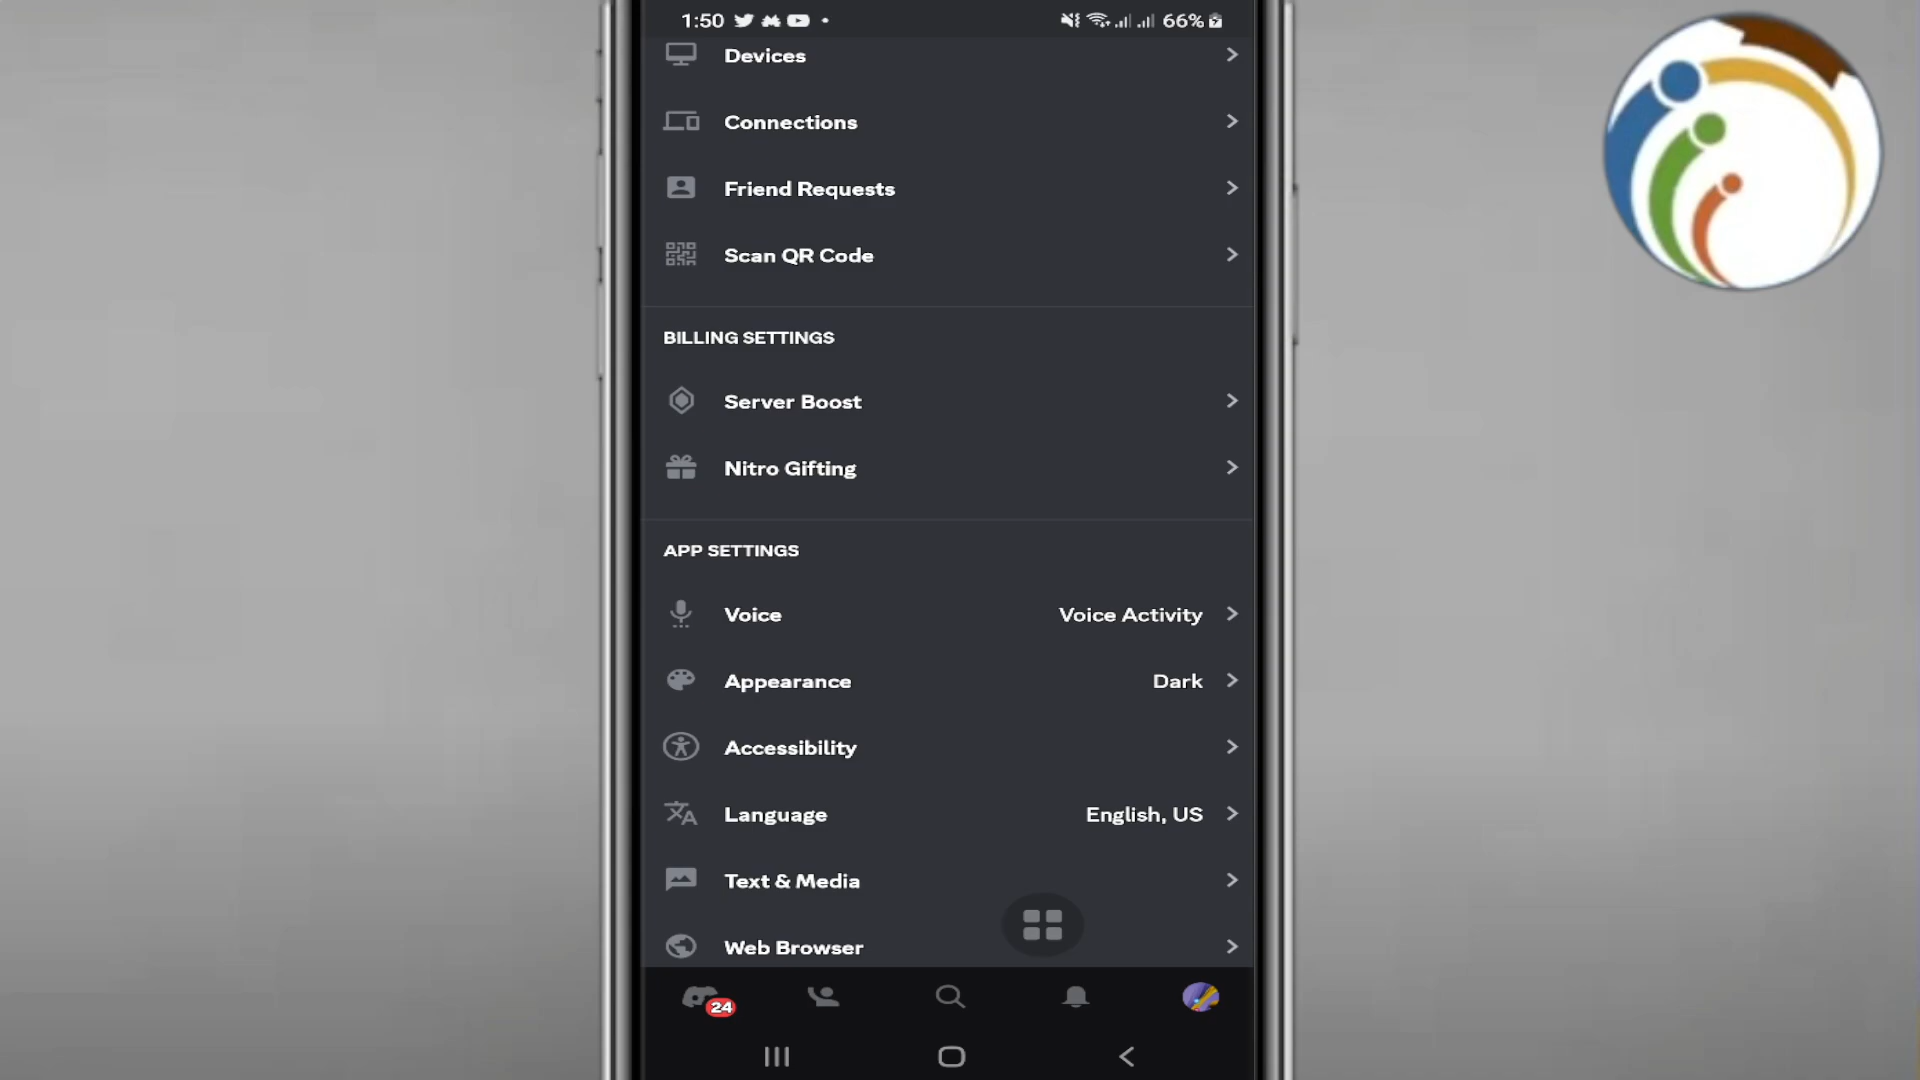 1:50 66%
Devices
Connections
Friend Requests
Scan QR Code
BILLING SETTINGS
Server Boost
Nitro Gifting
APP SETTINGS
Voice Voice Activity
Appearance Dark
Accessibility
Language English, US
Text & Media
Web Browser
24